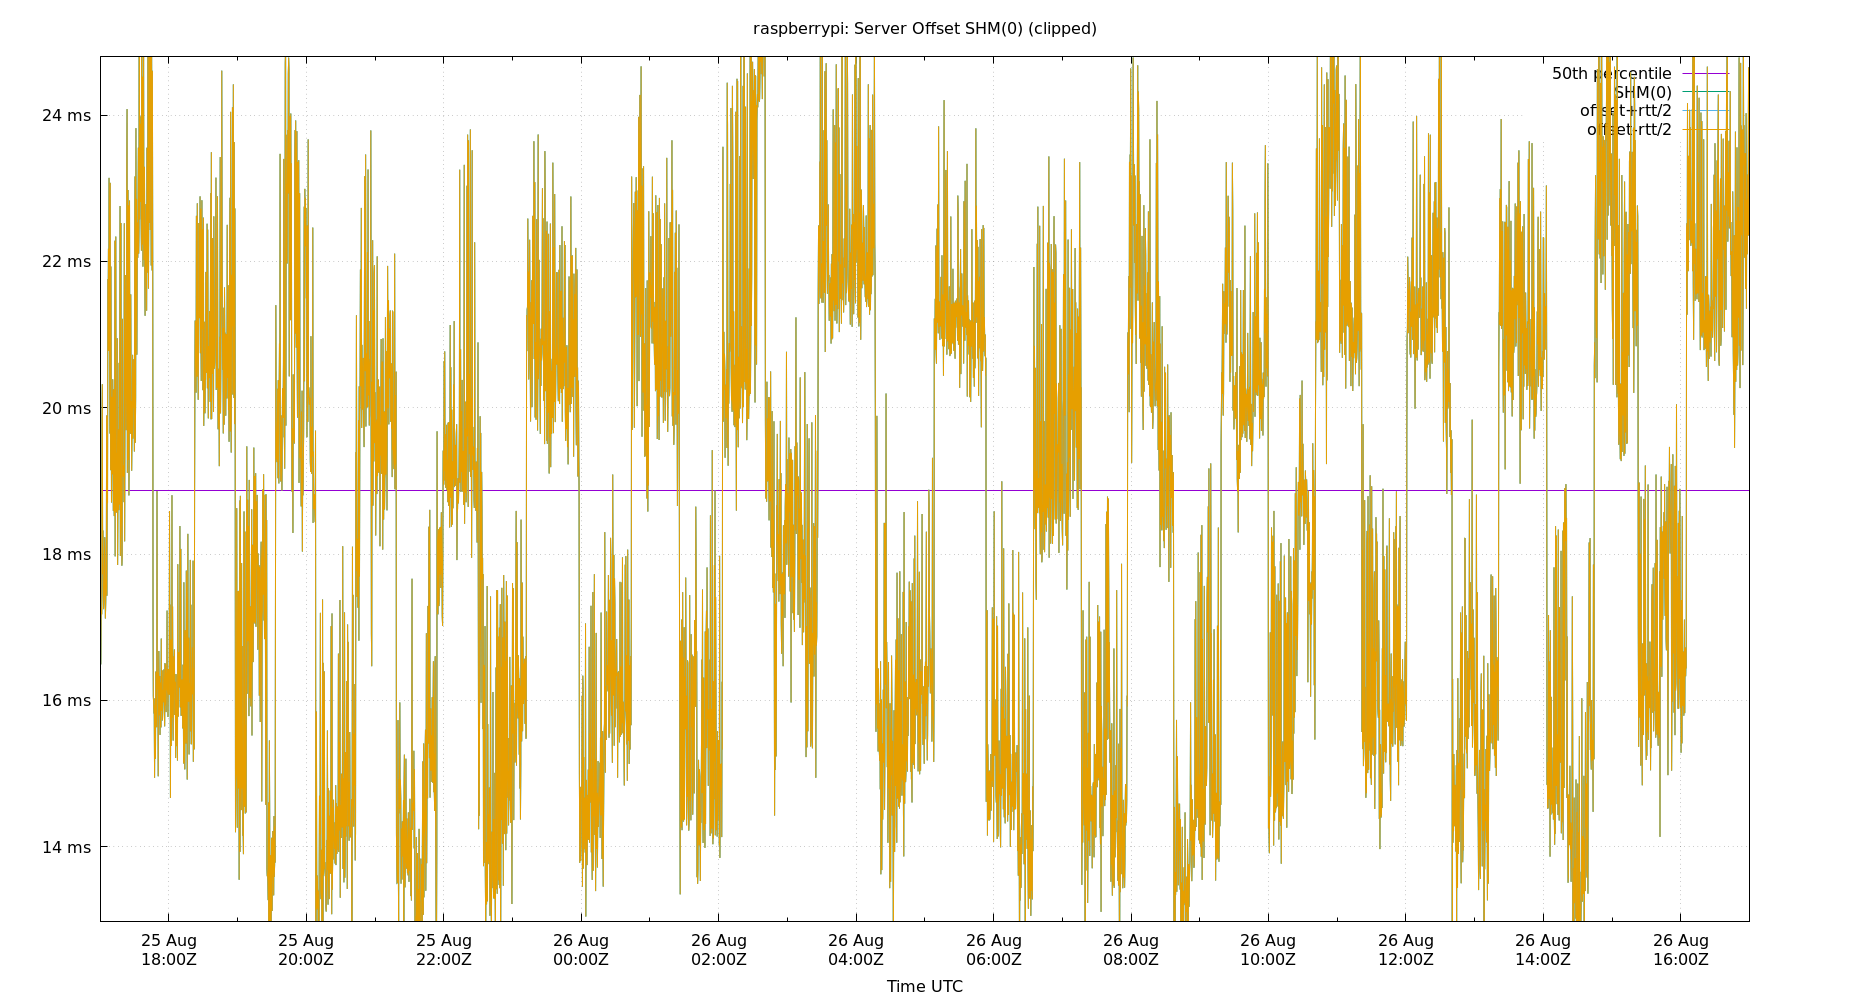 raspberrypi: Server Offset SHM(0) (clipped)
50th percentile
SHM(0)
offset+rtt/2
offset-rtt/2
24 ms
22 ms
20 ms
18 ms
16 ms
14 ms
25 Aug 25 Aug 25 Aug 26 Aug 26 Aug 26 Aug 26 Aug 26 Aug 26 Aug 26 Aug 26 Aug 26 Aug
18:00Z 20:00Z 22:00Z 00:00Z 02:00Z 04:00Z 06:00Z 08:00Z 10:00Z 12:00Z 14:00Z 16:00Z
Time UTC